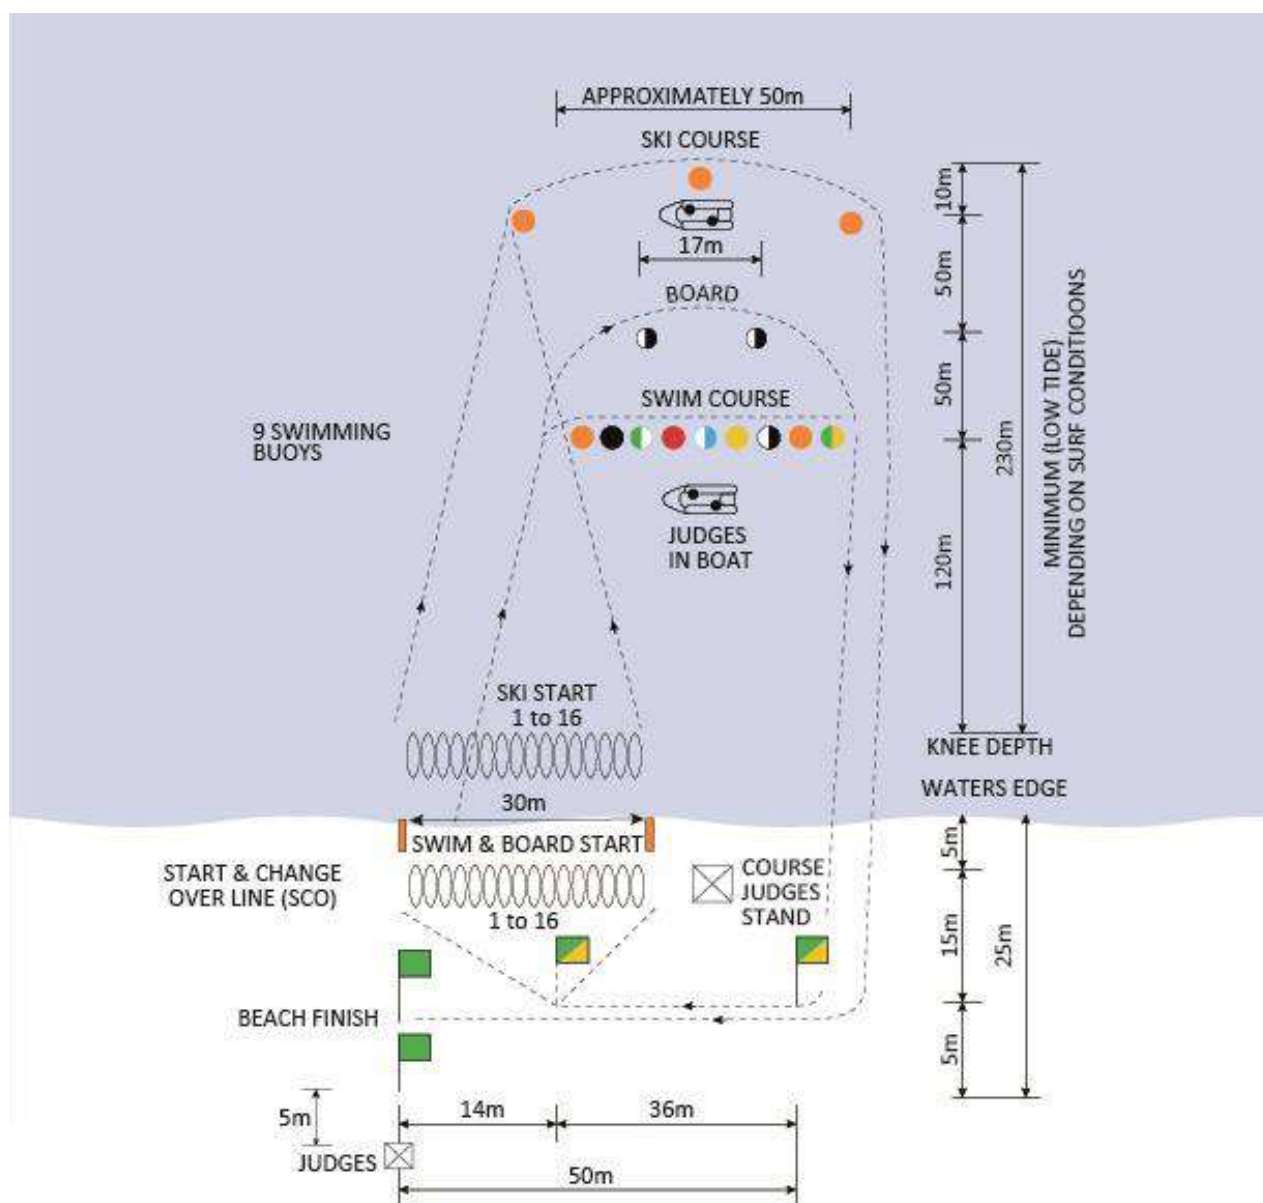 APPROXIMATELY 50m
SKI COURSE
10m
17m
50m
BOARD
50m
SWIM COURSE
9 SWIMMING
BUOYS
230m
MINIMUM (LOW TIDE)
DEPENDING ON SURF CONDITIOONS
JUDGES
IN BOAT
120m
SKI START
1 to 16
KNEE DEPTH
WATERS EDGE
30m
SWIM & BOARD START
5m
START & CHANGE
OVER LINE (SCO)
COURSE
JUDGES
STAND
1 to 16
15m
25m
BEACH FINISH
5m
5m
14m
36m
JUDGES
50m